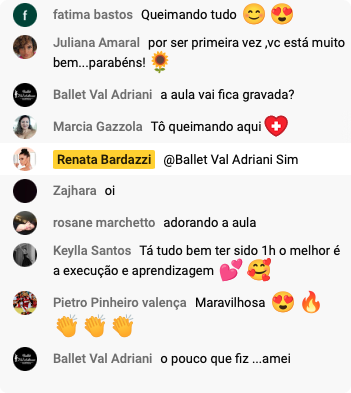 fatima bastos Queimando tudo 😊 😍
Juliana Amaral por ser primeira vez ,vc está muito
bem...parabéns! 🌻
Ballet Val Adriani a aula vai fica gravada?
Marcia Gazzola Tô queimando aqui ⛑
Renata Bardazzi @Ballet Val Adriani Sim
Zajhara oi
rosane marchetto adorando a aula
Keylla Santos Tá tudo bem ter sido 1h o melhor é
a execução e aprendizagem 💕 🥰
Pietro Pinheiro valença Maravilhosa 😍 🔥
👏 👏 👏
Ballet Val Adriani o pouco que fiz ...amei